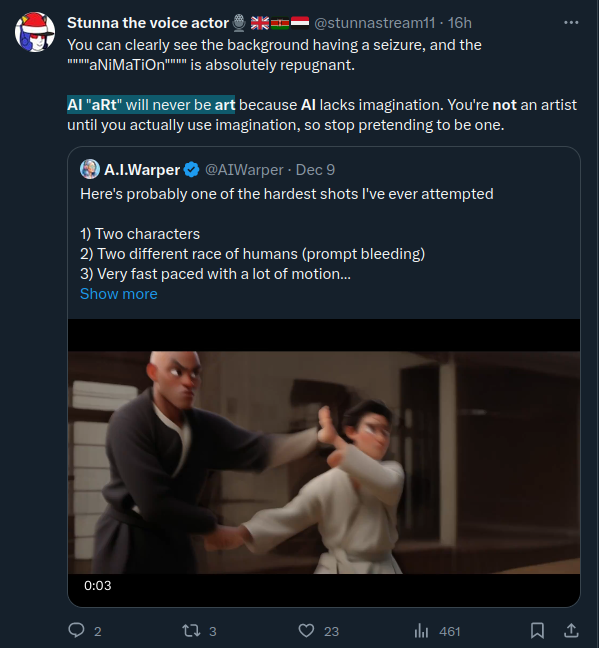 Stunna the voice actor🎙️🇬🇧🇰🇪🇾🇪 @stunnastream11 · 16h
You can clearly see the background having a seizure, and the
""""aNiMaTiOn"""" is absolutely repugnant.
AI "aRt" will never be art because AI lacks imagination. You're not an artist
until you actually use imagination, so stop pretending to be one.
A.I.Warper @AIWarper · Dec 9
Here's probably one of the hardest shots I've ever attempted
1) Two characters
2) Two different race of humans (prompt bleeding)
3) Very fast paced with a lot of motion...
Show more
0:03
2 3 23 461